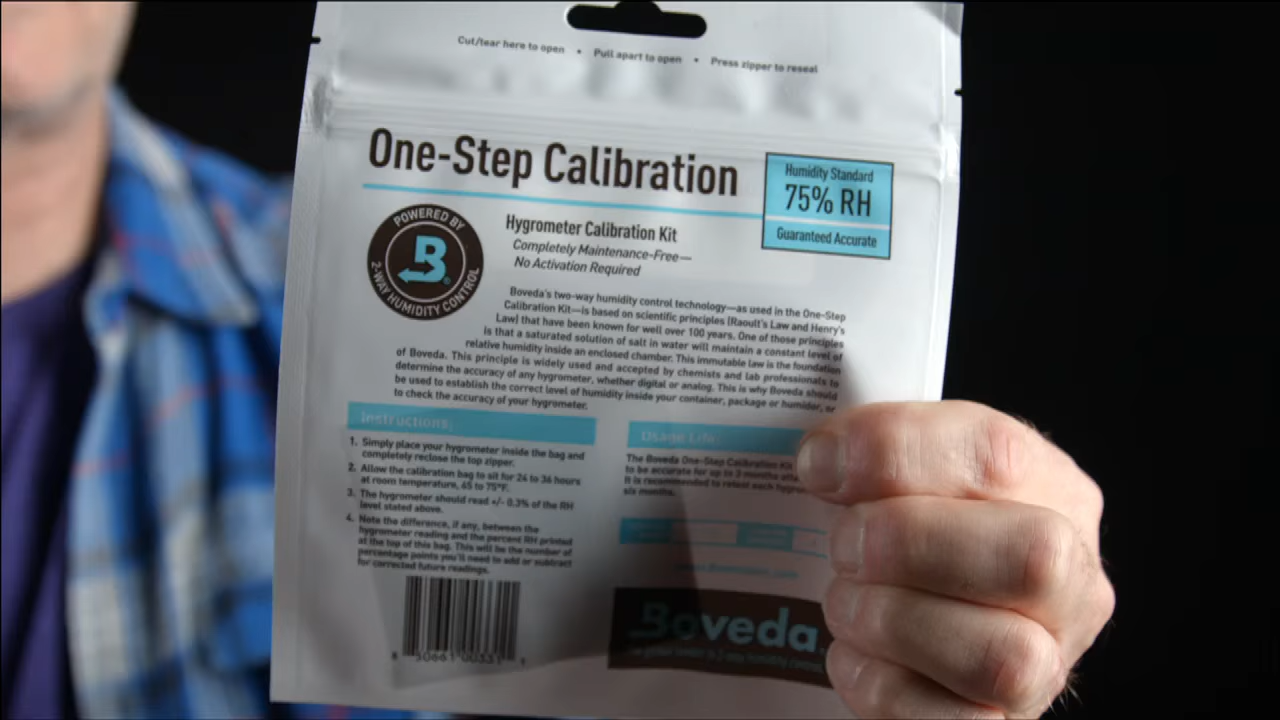 Cut/tear here to open • Pull apart to open • Press zipper to reseal
One-Step Calibration
Humidity Standard
75% RH
Guaranteed Accurate
POWERED BY
B
2-WAY HUMIDITY CONTROL
Hygrometer Calibration Kit
Completely Maintenance-Free—
No Activation Required
Boveda's two-way humidity control technology—as used in the One-Step
Calibration Kit—is based on scientific principles (Raoult's Law and Henry's
Law) that have been known for well over 100 years. One of those principles
is that a saturated solution of salt in water will maintain a constant level of
relative humidity inside an enclosed chamber. This immutable law is the foundation
of Boveda. This principle is widely used and accepted by chemists and lab professionals to
determine the accuracy of any hygrometer, whether digital or analog. This is why Boveda should
be used to establish the correct level of humidity inside your container, package or humidor, or
to check the accuracy of your hygrometer.
Instructions:
1. Simply place your hygrometer inside the bag and
completely reclose the top zipper.
2. Allow the calibration bag to sit for 24 to 36 hours
at room temperature, 65 to 75°F.
3. The hygrometer should read +/- 0.3% of the RH
level stated above.
4. Note the difference, if any, between the
hygrometer reading and the percent RH printed
at the top of this bag. This will be the number of
percentage points you'll need to add or subtract
for corrected future readings.
Usage Life:
The Boveda One-Step Calibration Kit
to be accurate for up to 3 months
It is recommended to retest each
six months.
Boveda